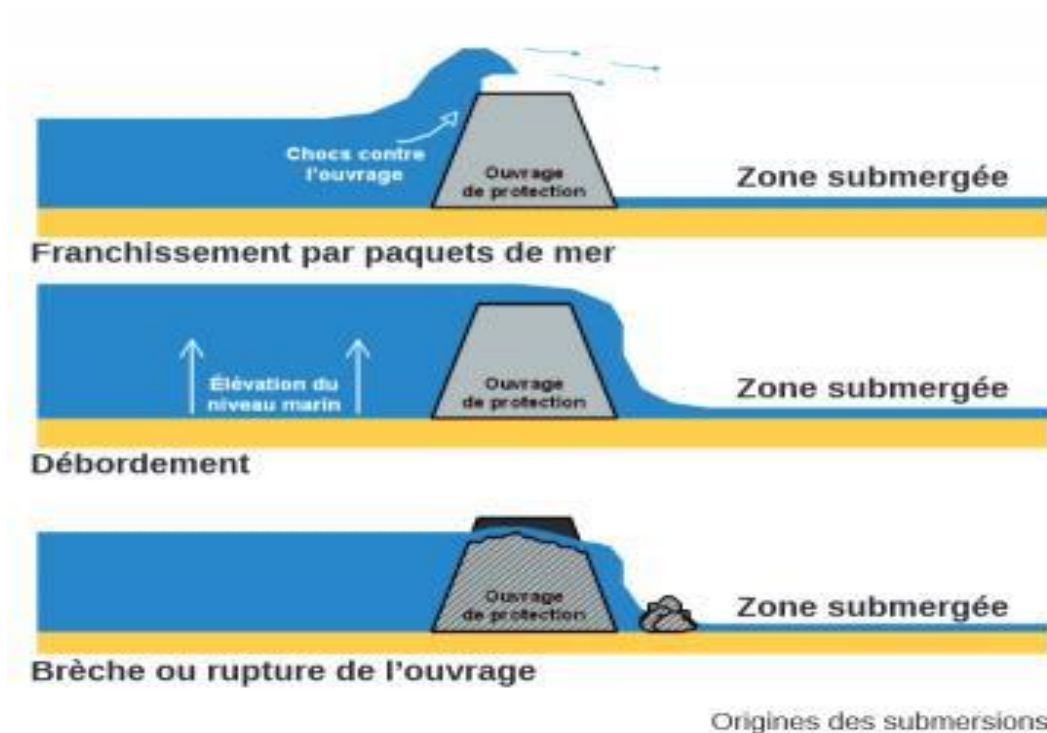 Chocs contre
l'ouvrage
Ouvrage
de protection
Zone submergée
Franchissement par paquets de mer
Élévation du
niveau marin
Ouvrage
de protection
Zone submergée
Débordement
Ouvrage
de protection
Zone submergée
Brèche ou rupture de l'ouvrage
Origines des submersions